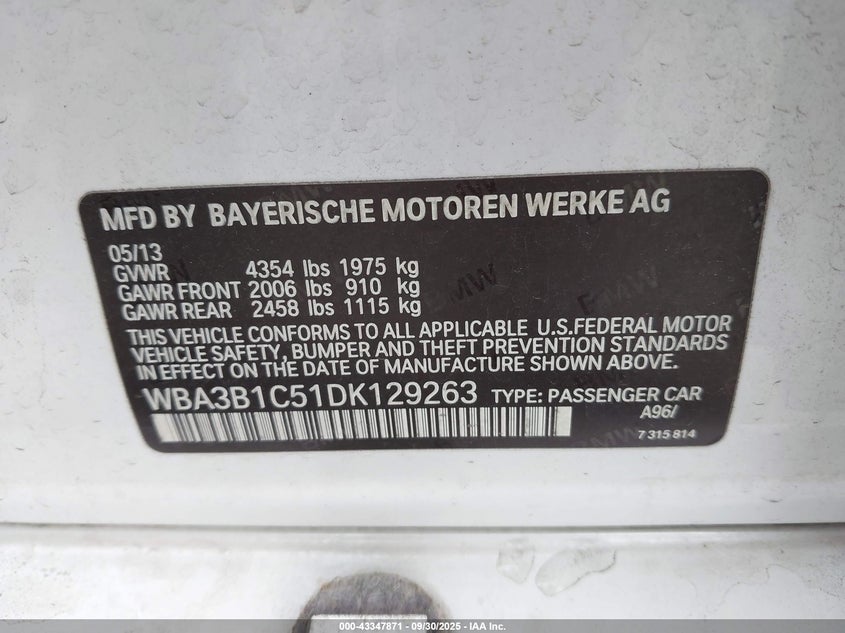 MFD BY BAYERISCHE MOTOREN WERKE AG
05/13
GVWR 4354 lbs 1975 kg
GAWR FRONT 2006 lbs 910 kg
GAWR REAR 2458 lbs 1115 kg
THIS VEHICLE CONFORMS TO ALL APPLICABLE U.S.FEDERAL MOTOR
VEHICLE SAFETY, BUMPER AND THEFT PREVENTION STANDARDS
IN EFFECT ON THE DATE OF MANUFACTURE SHOWN ABOVE.
WBA3B1C51DK129263 TYPE: PASSENGER CAR
A96/
7 315 814
000-43347871 - 09/30/2025 - IAA Inc.